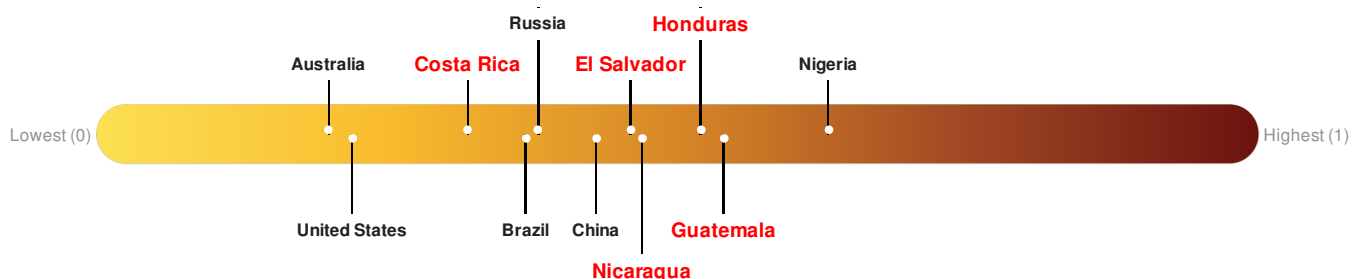 Russia
Honduras
Australia
Costa Rica
El Salvador
Nigeria
Lowest (0)
Highest (1)
United States
Brazil
China
Guatemala
Nicaragua